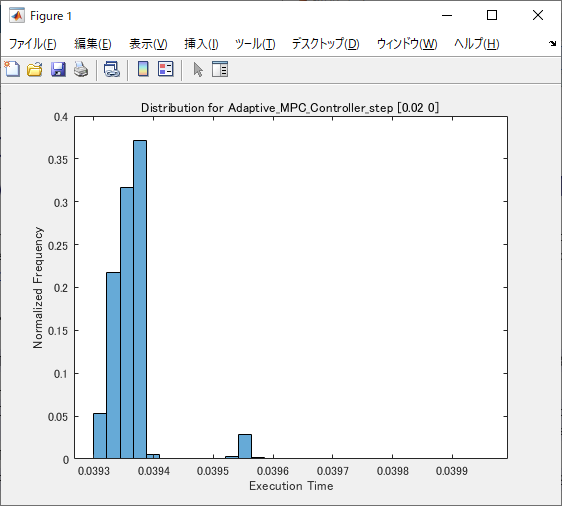 Figure 1
ファイル(F) 編集(E) 表示(V) 挿入(I) ツール(T) デスクトップ(D) ウィンドウ(W) ヘルプ(H)
Distribution for Adaptive_MPC_Controller_step [0.02 0]
0.4
0.35
0.3
0.25
0.2
0.15
0.1
0.05
0
Normalized Frequency
0.0393 0.0394 0.0395 0.0396 0.0397 0.0398 0.0399
Execution Time